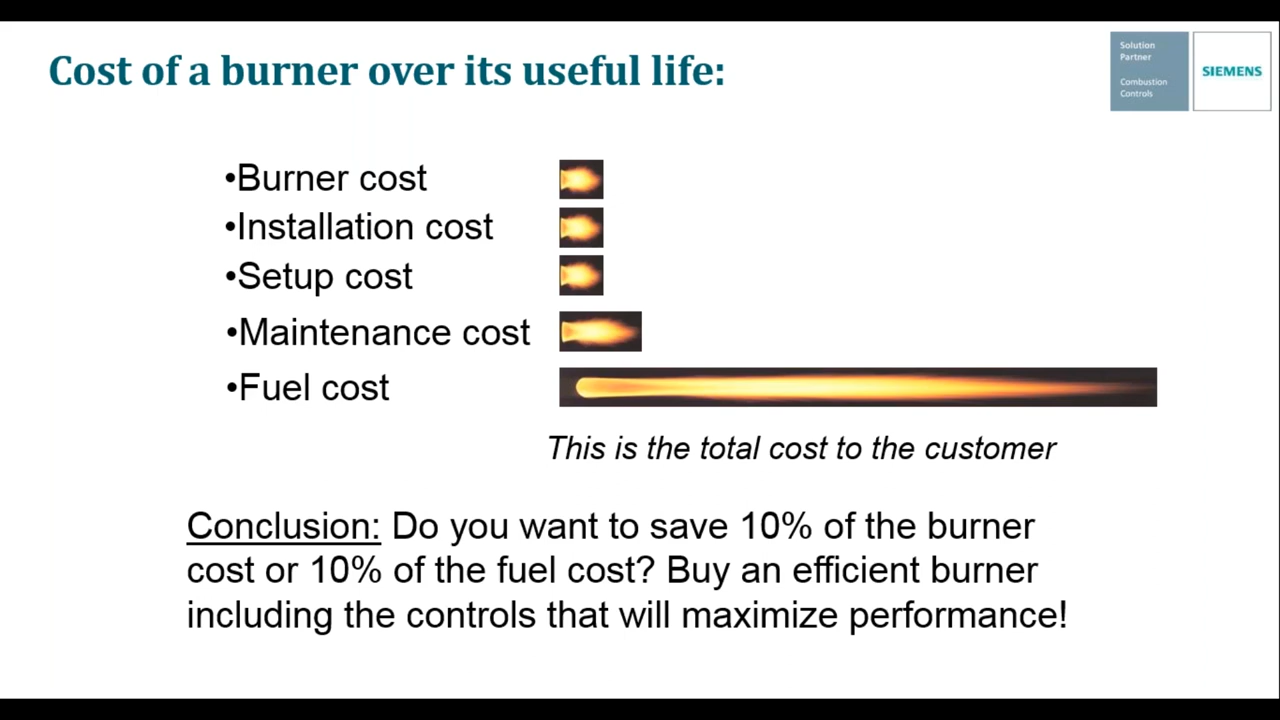 Cost of a burner over its useful life:
Solution
Partner
Combustion
Controls
SIEMENS
•Burner cost
•Installation cost
•Setup cost
•Maintenance cost
•Fuel cost
This is the total cost to the customer
Conclusion: Do you want to save 10% of the burner
cost or 10% of the fuel cost? Buy an efficient burner
including the controls that will maximize performance!